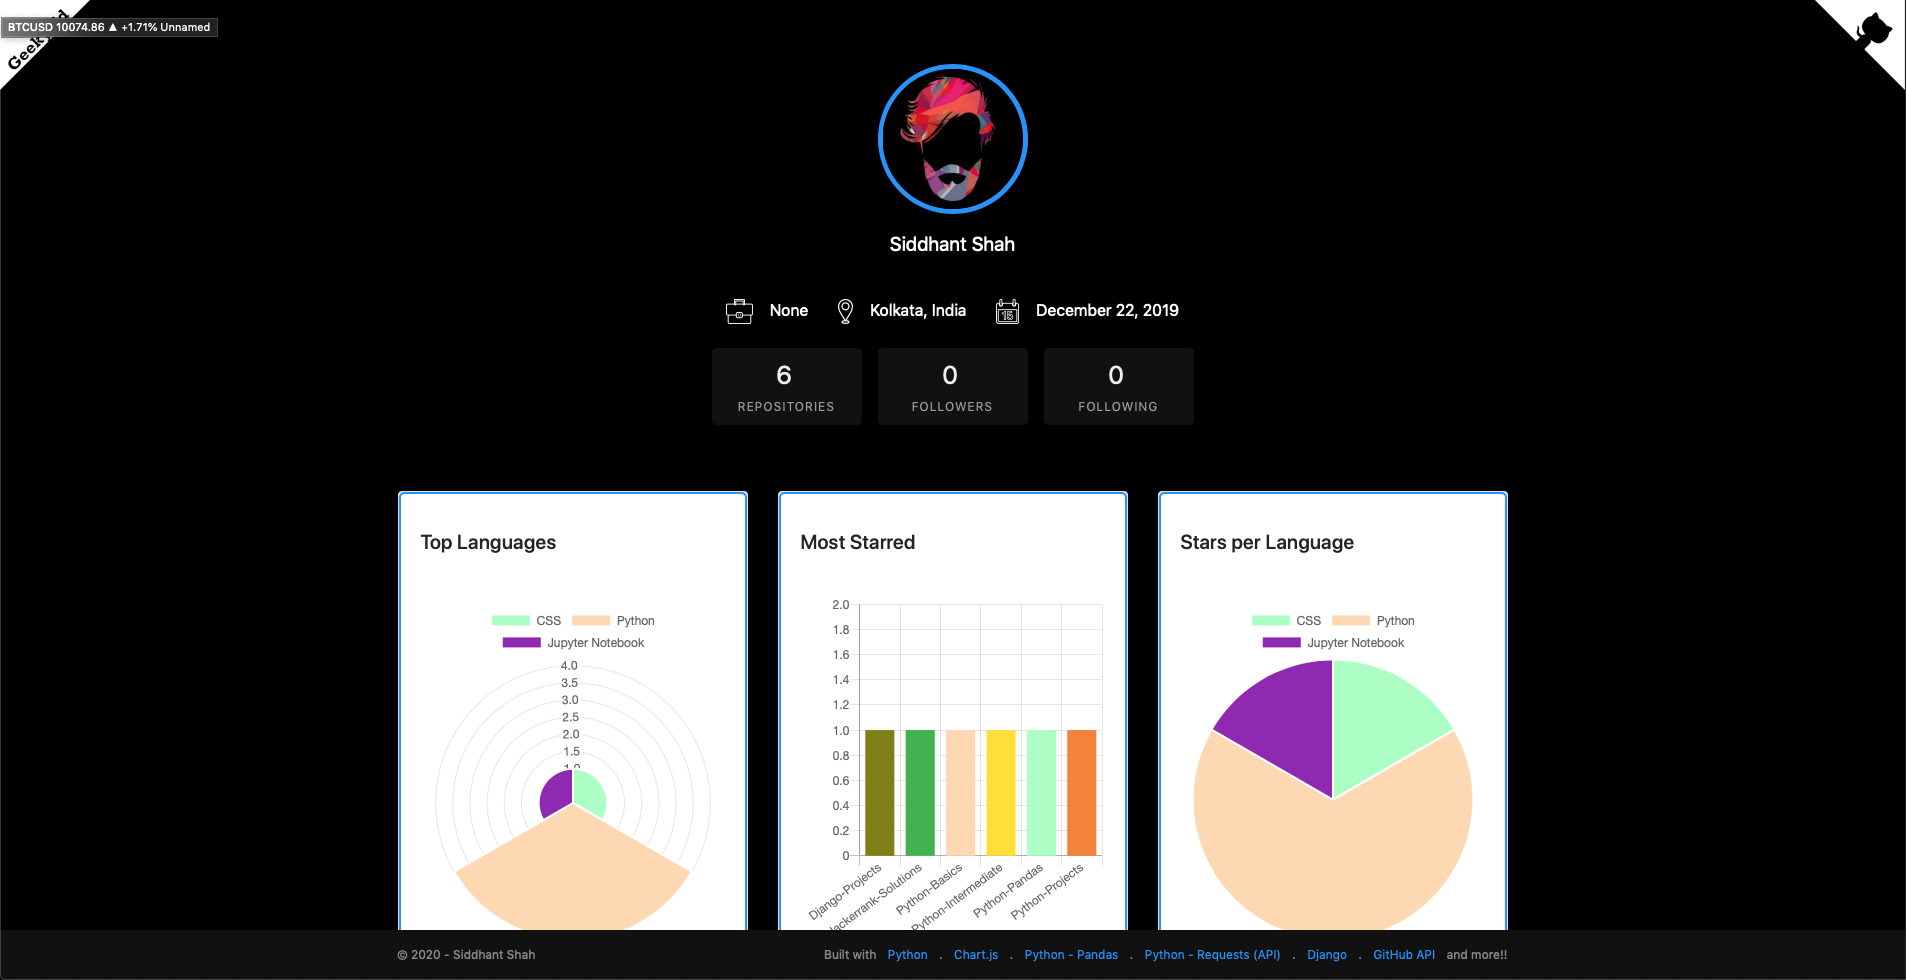 BTCUSD 10074.86 ▲ +1.71% Unnamed
Siddhant Shah
None
Kolkata, India
15
December 22, 2019
6
REPOSITORIES
0
FOLLOWERS
0
FOLLOWING
Top Languages
CSS
Python
Jupyter Notebook
4.0
3.5
3.0
2.5
2.0
1.5
1.0
Most Starred
2.0
1.8
1.6
1.4
1.2
1.0
0.8
0.6
0.4
0.2
0
Django-Projects
ackerrank-Solutions
Python-Basics
Python-Intermediate
Python-Pandas
Python-Projects
Stars per Language
CSS
Python
Jupyter Notebook
© 2020 - Siddhant Shah
Built with Python . Chart.js . Python - Pandas . Python - Requests (API) . Django . GitHub API and more!!